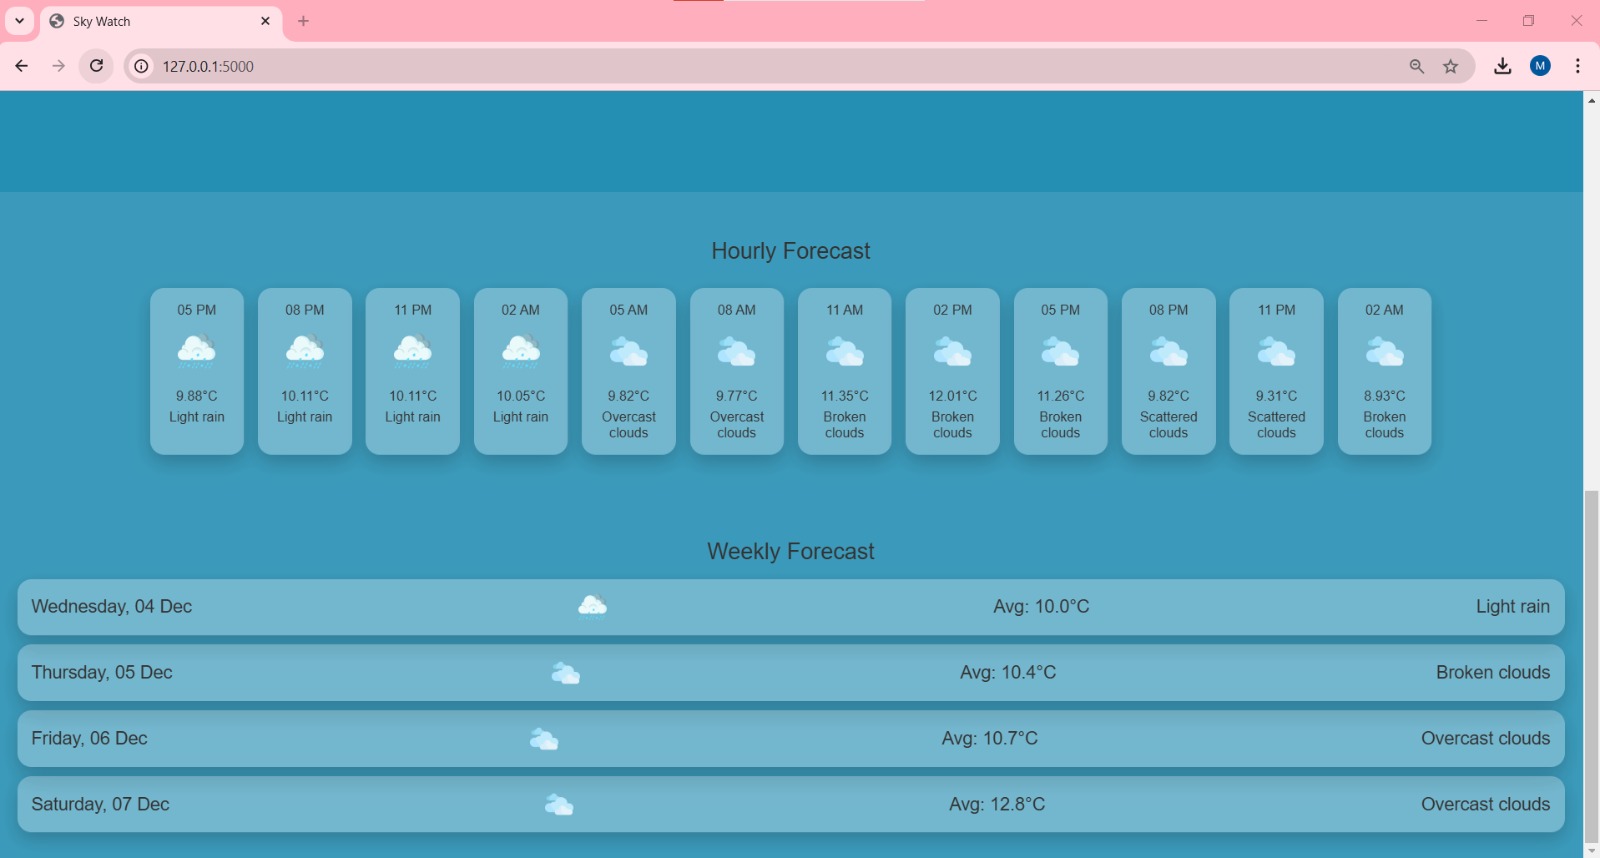 Sky Watch
127.0.0.1:5000
M
Hourly Forecast
05 PM
9.88°C
Light rain
08 PM
10.11°C
Light rain
11 PM
10.11°C
Light rain
02 AM
10.05°C
Light rain
05 AM
9.82°C
Overcast
clouds
08 AM
9.77°C
Overcast
clouds
11 AM
11.35°C
Broken
clouds
02 PM
12.01°C
Broken
clouds
05 PM
11.26°C
Broken
clouds
08 PM
9.82°C
Scattered
clouds
11 PM
9.31°C
Scattered
clouds
02 AM
8.93°C
Broken
clouds
Weekly Forecast
Wednesday, 04 Dec Avg: 10.0°C Light rain
Thursday, 05 Dec Avg: 10.4°C Broken clouds
Friday, 06 Dec Avg: 10.7°C Overcast clouds
Saturday, 07 Dec Avg: 12.8°C Overcast clouds